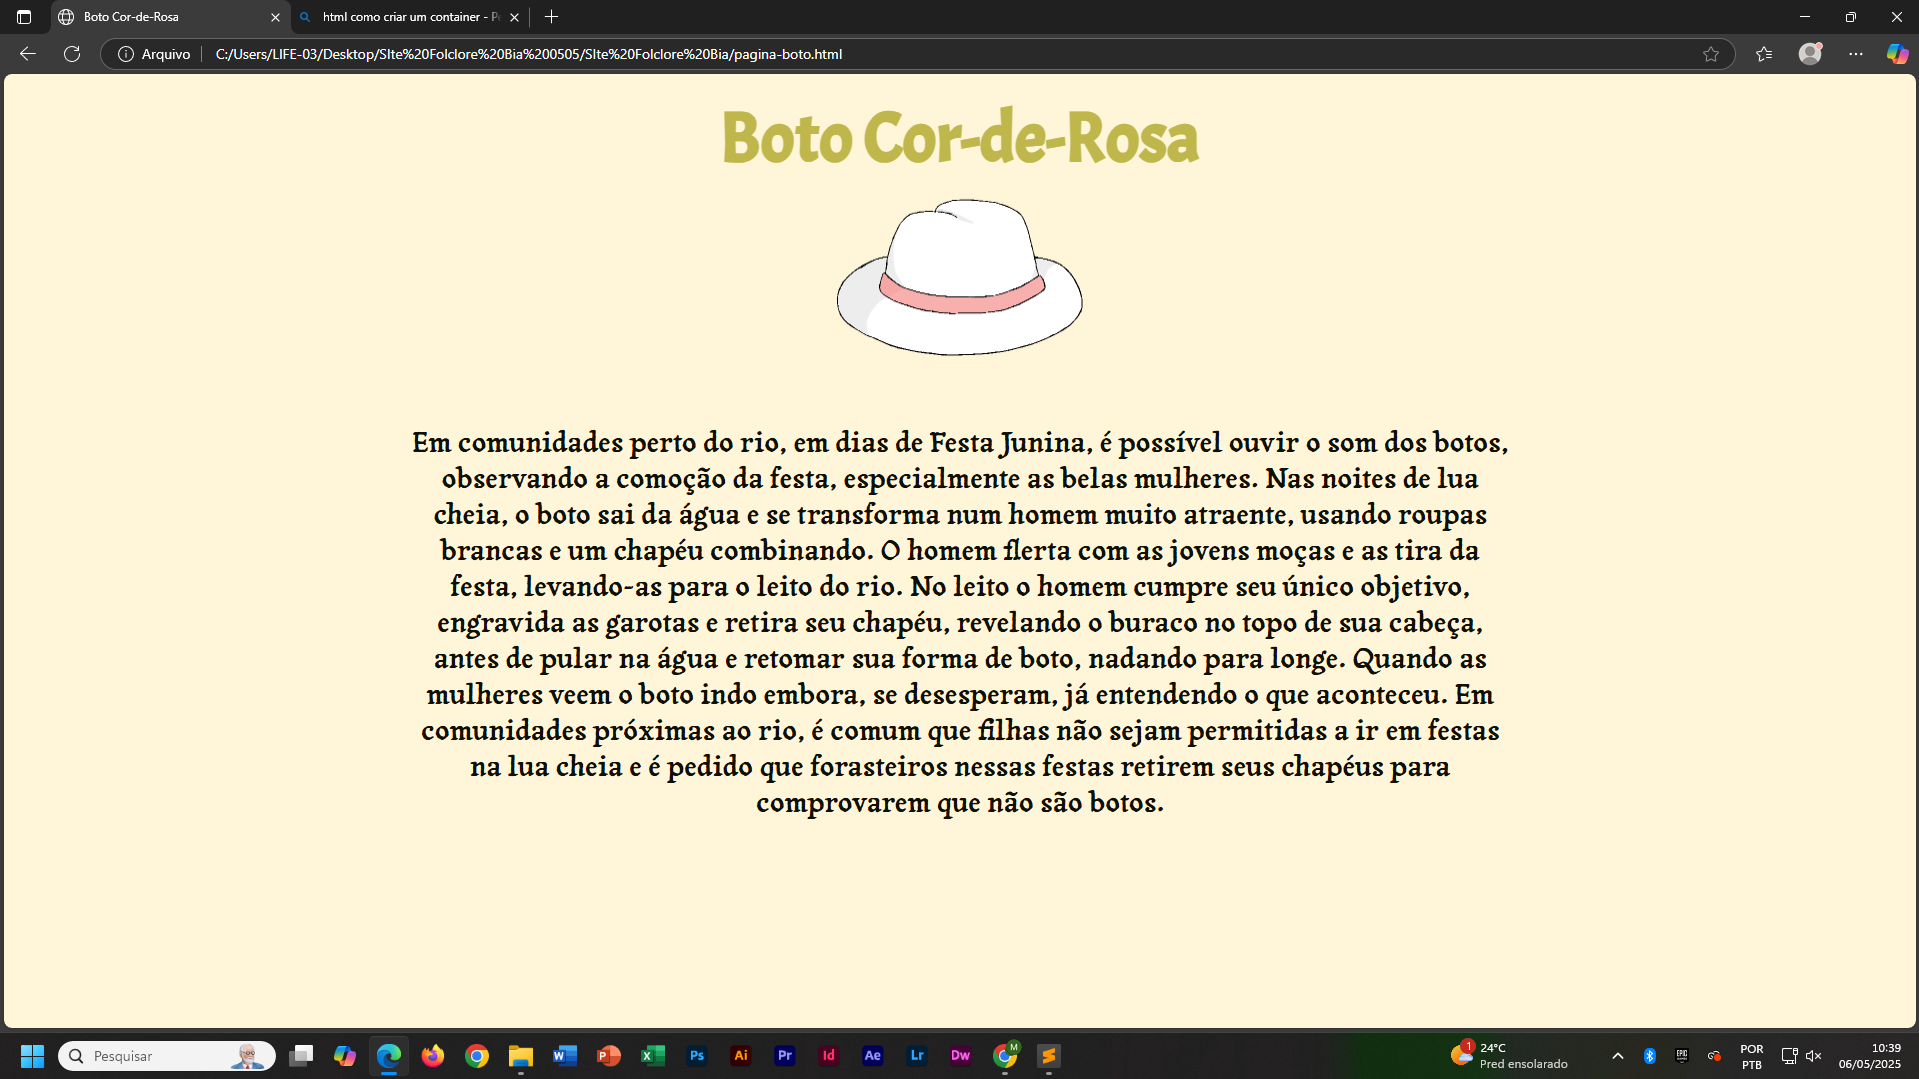 Boto Cor-de-Rosa
html como criar um container - Pe
Arquivo
C:/Users/LIFE-03/Desktop/SIte%20Folclore%20Bia%200505/SIte%20Folclore%20Bia/pagina-boto.html
Boto Cor-de-Rosa
Em comunidades perto do rio, em dias de Festa Junina, é possível ouvir o som dos botos,
observando a comoção da festa, especialmente as belas mulheres. Nas noites de lua
cheia, o boto sai da água e se transforma num homem muito atraente, usando roupas
brancas e um chapéu combinando. O homem flerta com as jovens moças e as tira da
festa, levando-as para o leito do rio. No leito o homem cumpre seu único objetivo,
engravida as garotas e retira seu chapéu, revelando o buraco no topo de sua cabeça,
antes de pular na água e retomar sua forma de boto, nadando para longe. Quando as
mulheres veem o boto indo embora, se desesperam, já entendendo o que aconteceu. Em
comunidades próximas ao rio, é comum que filhas não sejam permitidas a ir em festas
na lua cheia e é pedido que forasteiros nessas festas retirem seus chapéus para
comprovarem que não são botos.
Pesquisar
W
P
X
Ps
Ai
Pr
Id
Ae
Lr
Dw
M
1
24°C
Pred ensolarado
EPIC
POR
PTB
10:39
06/05/2025